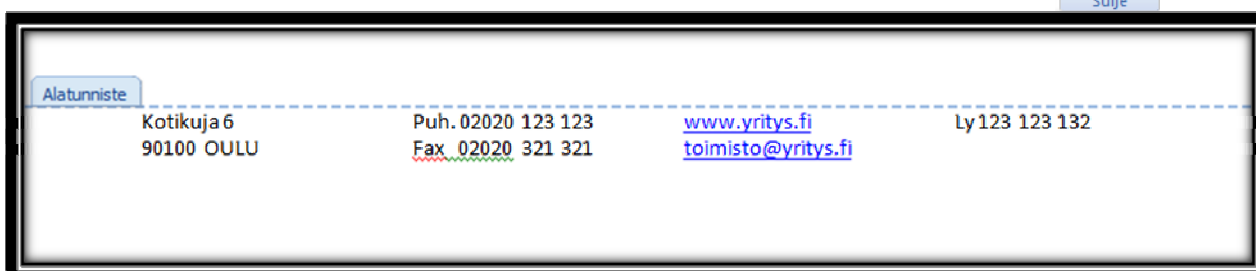 Sulje
Alatunniste
Kotikuja 6 Puh. 02020 123 123 www.yritys.fi Ly 123 123 132
90100 OULU Fax 02020 321 321 toimisto@yritys.fi